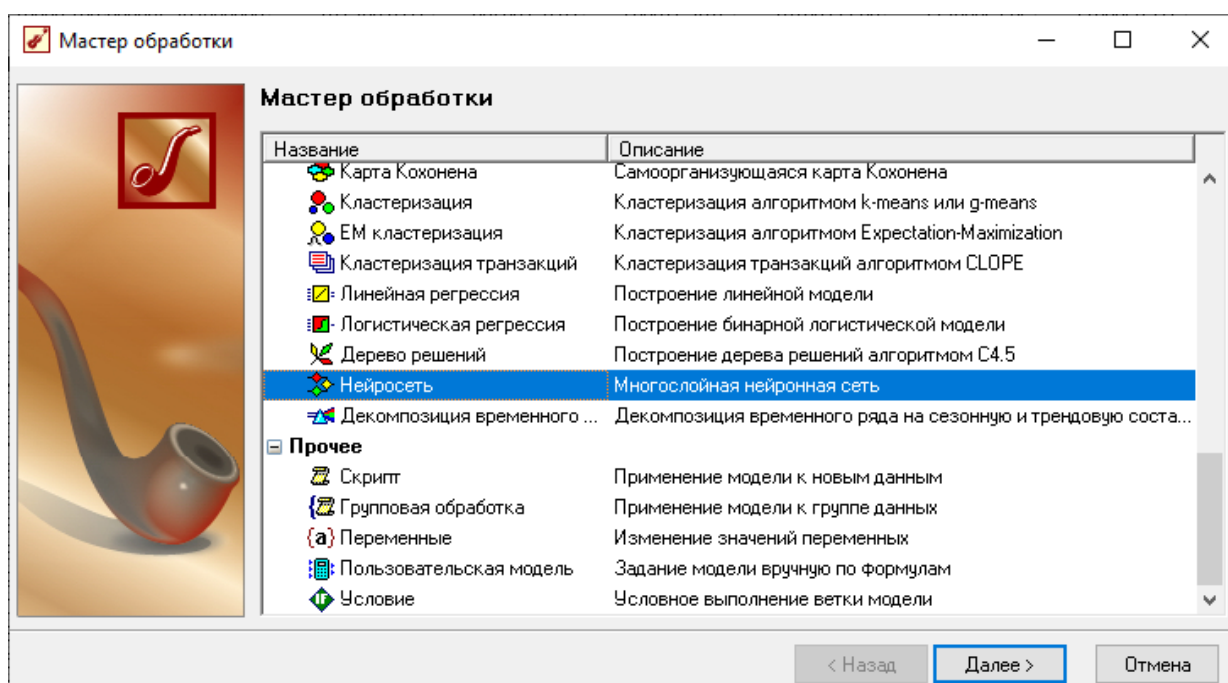 Мастер обработки
Мастер обработки
Название Описание
Карта Кохонена Самоорганизующаяся карта Кохонена
Кластеризация Кластеризация алгоритмом k-means или g-means
EM кластеризация Кластеризация алгоритмом Expectation-Maximization
Кластеризация транзакций Кластеризация транзакций алгоритмом CLOPE
Линейная регрессия Построение линейной модели
Логистическая регрессия Построение бинарной логистической модели
Дерево решений Построение дерева решений алгоритмом C4.5
Нейросеть Многослойная нейронная сеть
Декомпозиция временного ... Декомпозиция временного ряда на сезонную и трендовую соста...
Прочее
Скрипт Применение модели к новым данным
Групповая обработка Применение модели к группе данных
{a} Переменные Изменение значений переменных
Пользовательская модель Задание модели вручную по формулам
Условие Условное выполнение ветки модели
< Назад Далее > Отмена